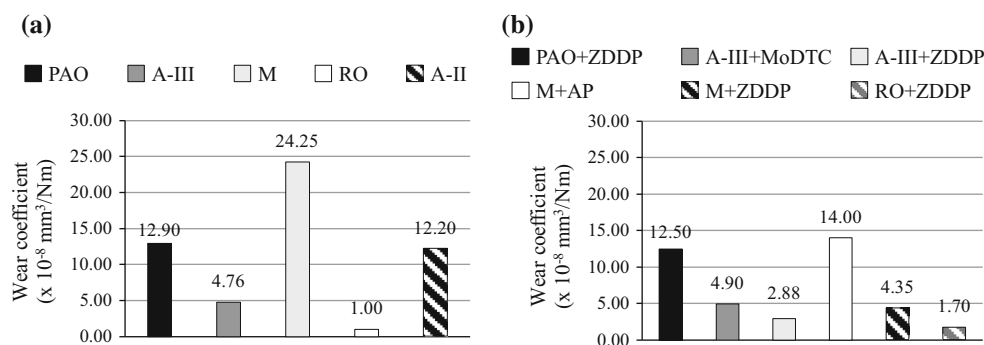 (a)
PAO A-III M RO A-II
Wear coefficient
(x 10⁻⁸ mm³/Nm)
30.00
25.00
20.00
15.00
10.00
5.00
0.00
12.90
4.76
24.25
1.00
12.20
(b)
PAO+ZDDP A-III+MoDTC A-III+ZDDP
M+AP M+ZDDP RO+ZDDP
Wear coefficient
(x 10⁻⁸ mm³/Nm)
30.00
25.00
20.00
15.00
10.00
5.00
0.00
12.50
4.90
2.88
14.00
4.35
1.70